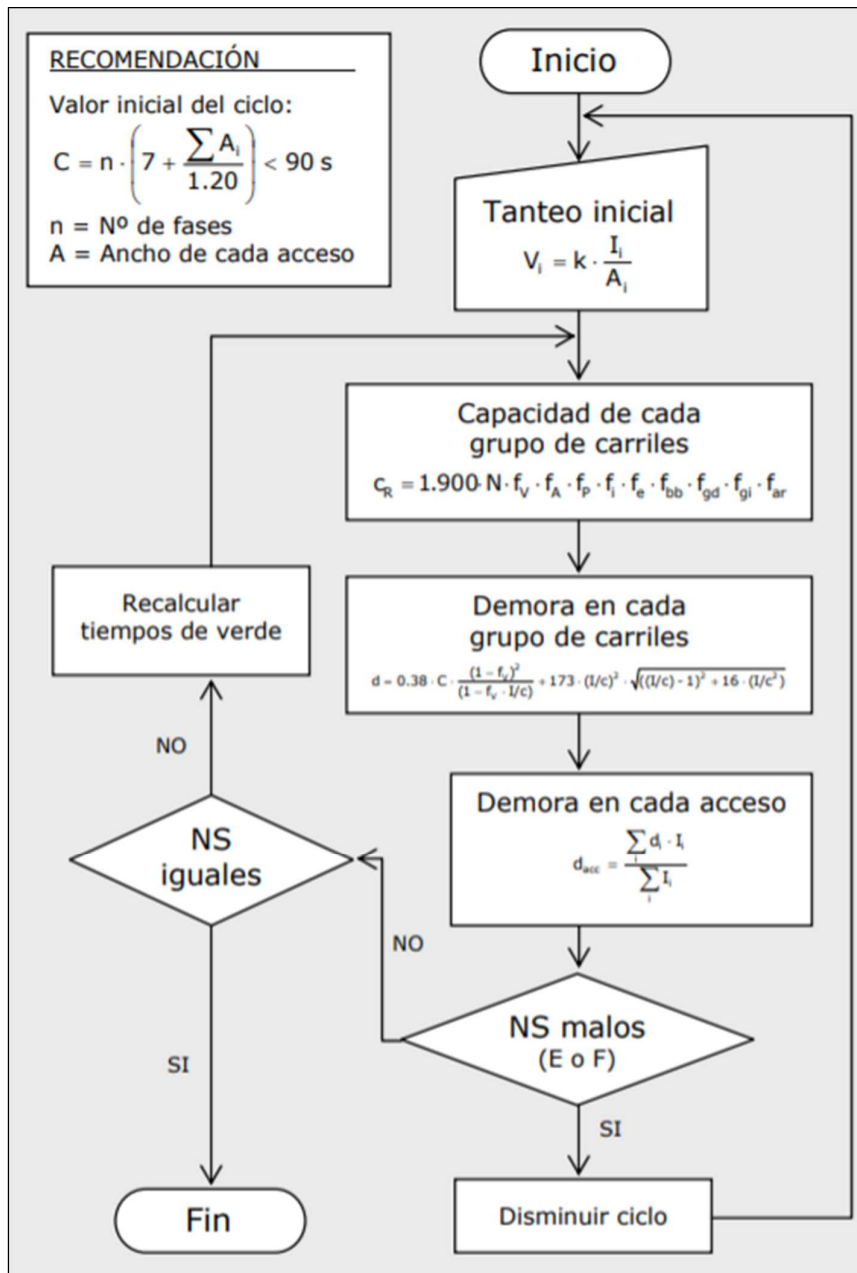 RECOMENDACIÓN
Valor inicial del ciclo:
C = n · (7 + ∑ A_i / 1.20) < 90 s
n = Nº de fases
A = Ancho de cada acceso
Inicio
Tanteo inicial
V_i = k · I_i / A_i
Capacidad de cada
grupo de carriles
c_R = 1.900· N · f_V · f_A · f_P · f_i · f_e · f_bb · f_gd · f_gi · f_ar
Demora en cada
grupo de carriles
d = 0.38 · C · (1 - f_V)² / (1 - f_V · I/c) + 173 · (I/c)² · √(((I/c) - 1)² + 16 · (I/c²))
Demora en cada acceso
d_acc = ∑_i d_i · I_i / ∑_i I_i
NS malos
(E o F)
SI
Disminuir ciclo
NO
NS
iguales
NO
Recalcular
tiempos de verde
SI
Fin